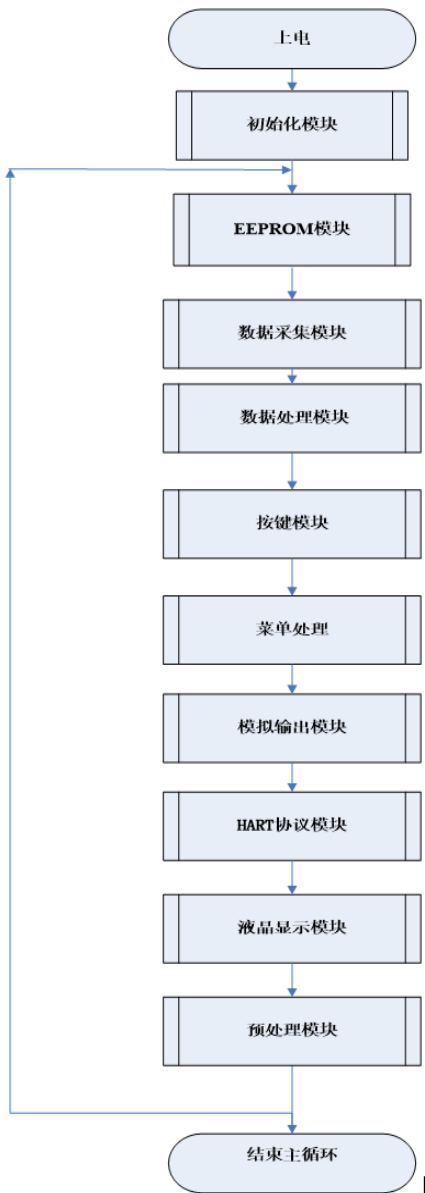 上电
初始化模块
EEPROM模块
数据采集模块
数据处理模块
按键模块
菜单处理
模拟输出模块
HART协议模块
液晶显示模块
预处理模块
结束主循环